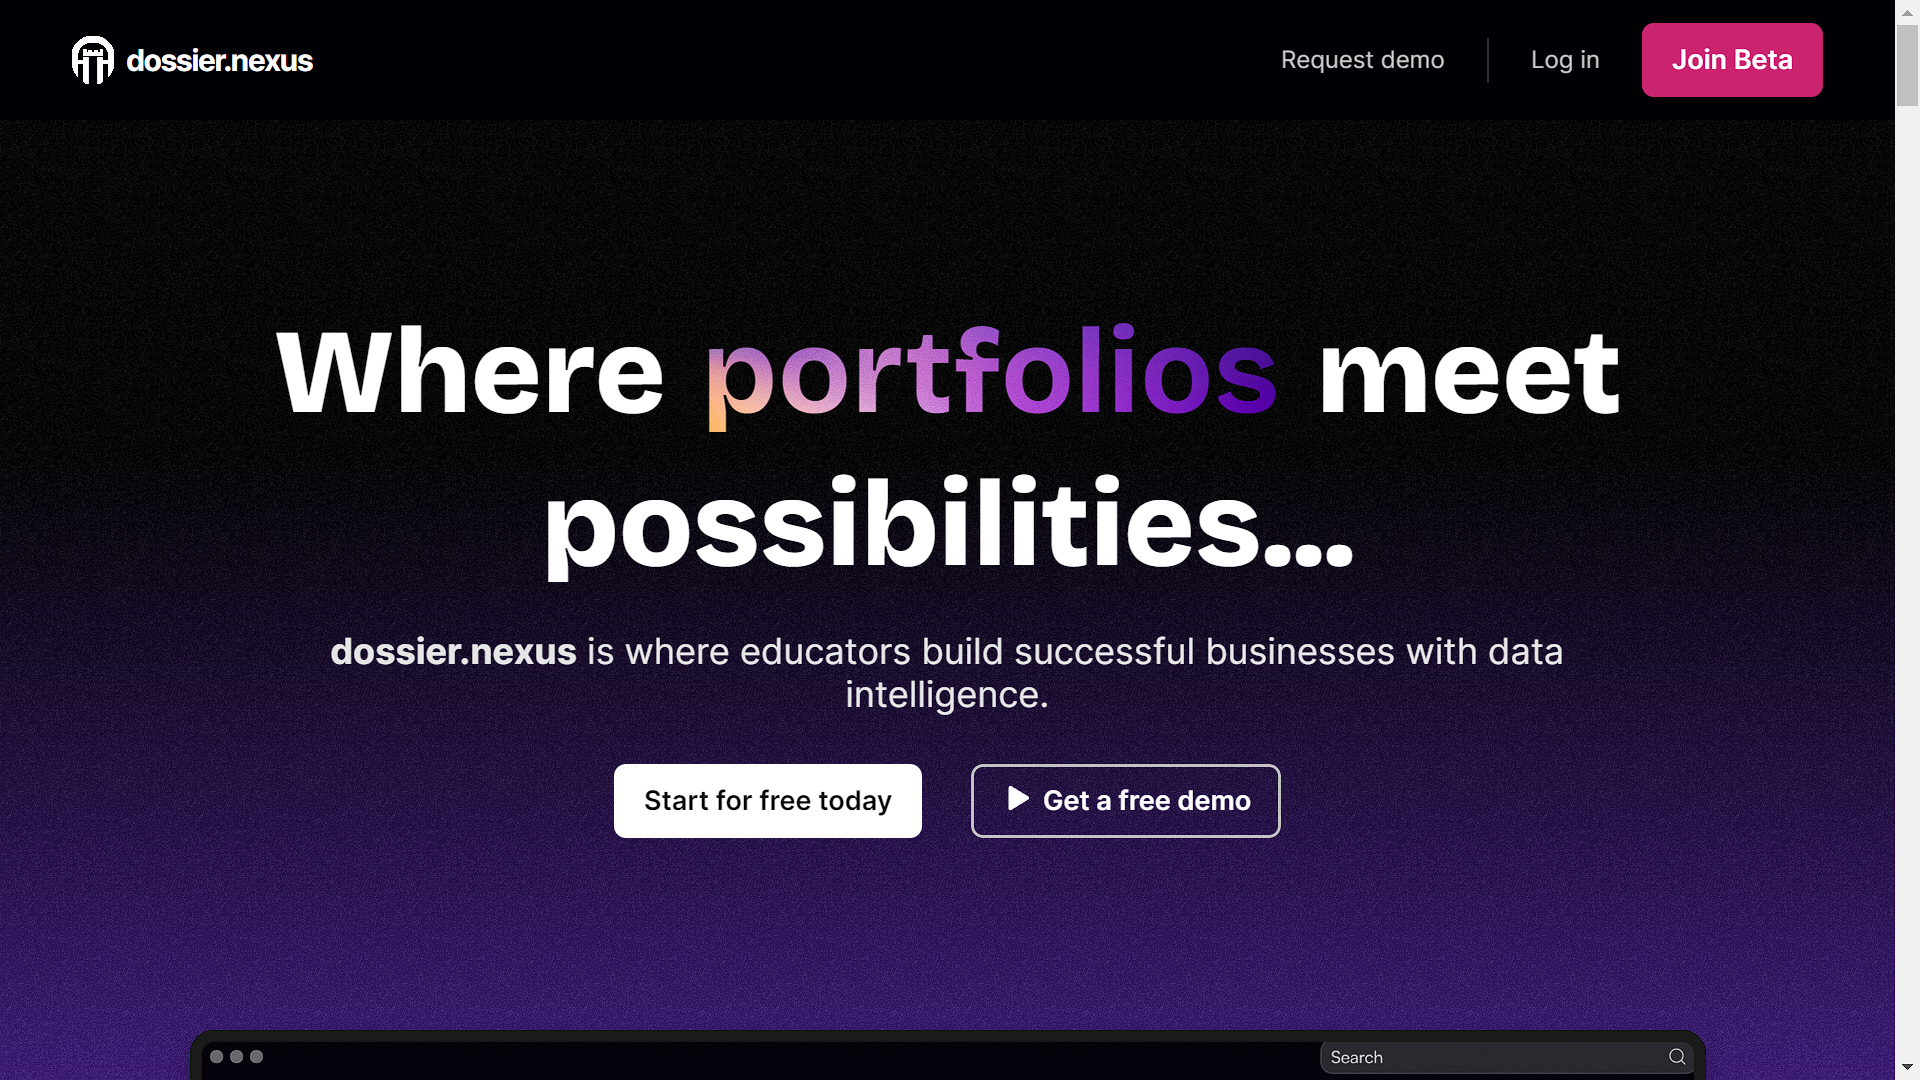 dossier.nexus
Request demo
Log in
Join Beta
Where portfolios meet
possibilities...
dossier.nexus is where educators build successful businesses with data
intelligence.
Start for free today
Get a free demo
Search